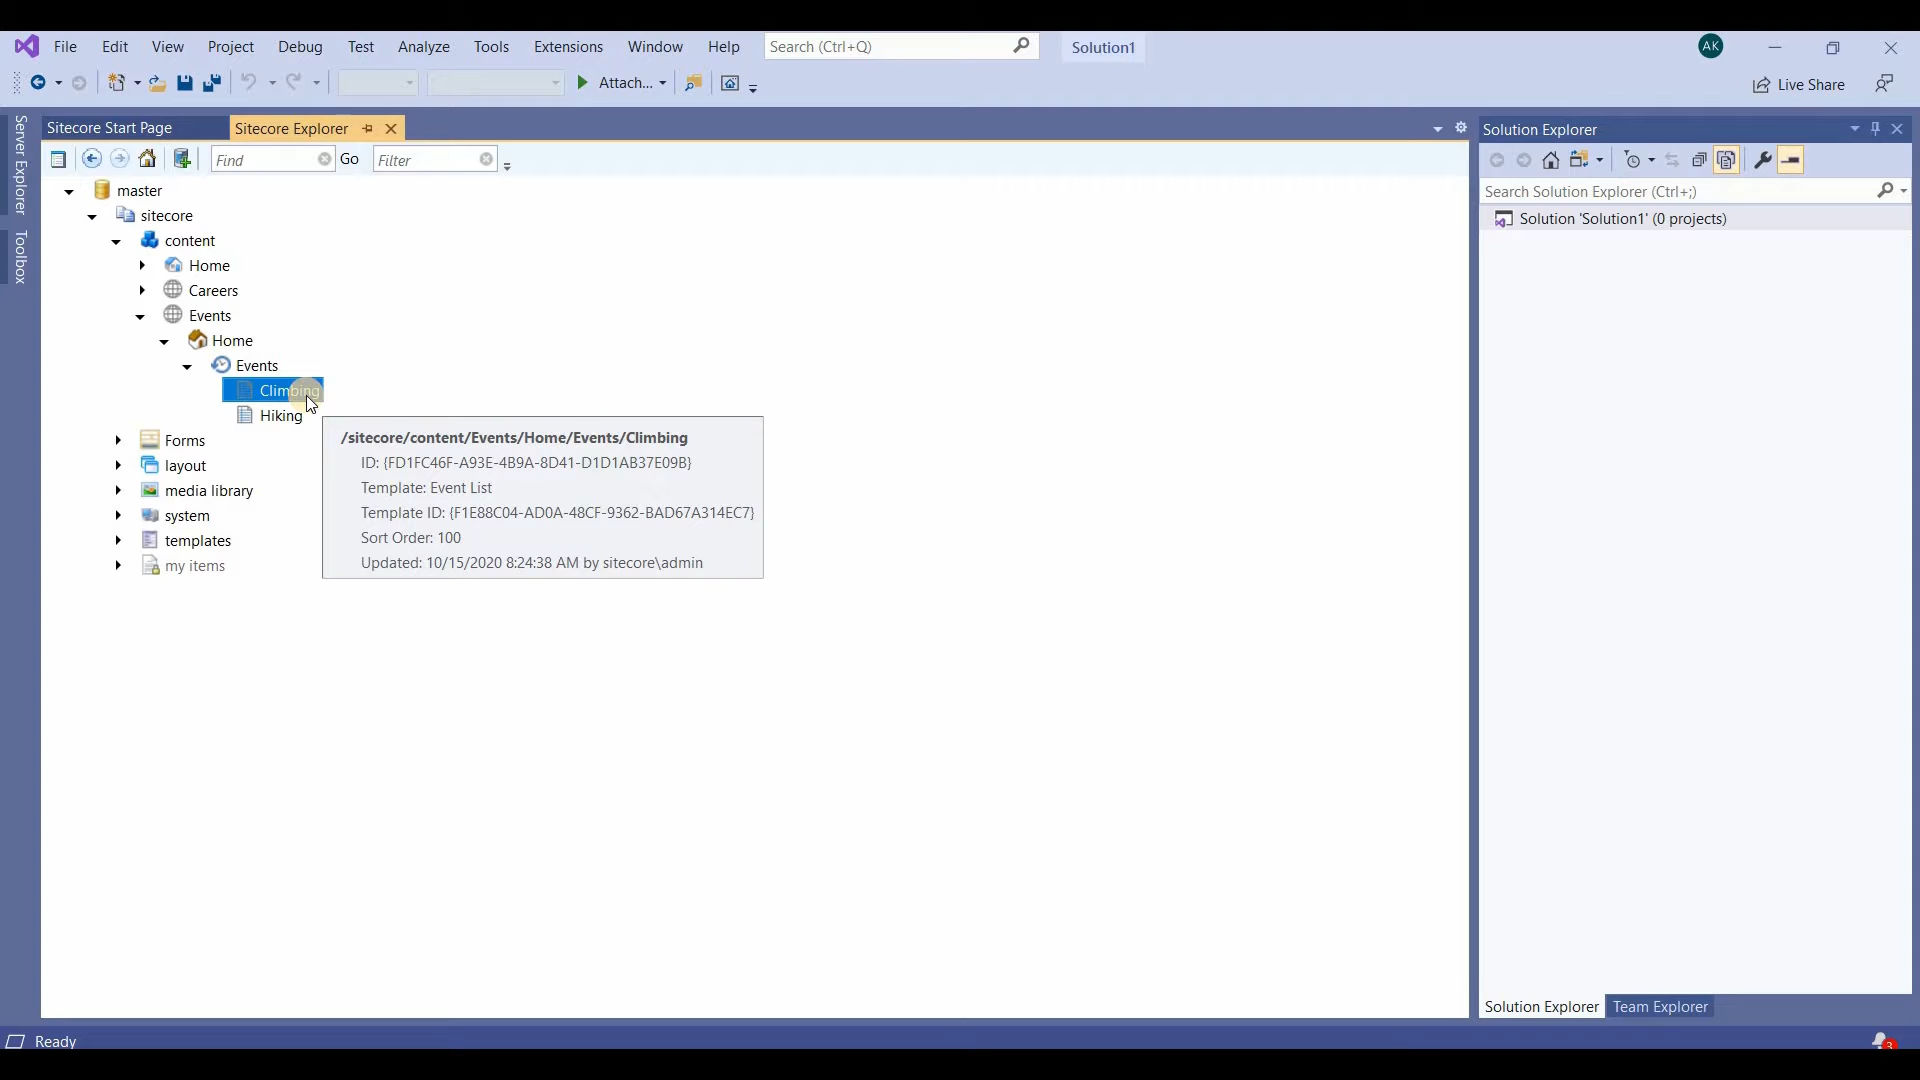 File Edit View Project Debug Test Analyze Tools Extensions Window Help Search (Ctrl+Q) Solution1 AK
Attach... Live Share
Server Explorer
Toolbox
Sitecore Start Page Sitecore Explorer
Find Go Filter
master
sitecore
content
Home
Careers
Events
Home
Events
Climbing
Hiking
/sitecore/content/Events/Home/Events/Climbing
ID: {FD1FC46F-A93E-4B9A-8D41-D1D1AB37E09B}
Template: Event List
Template ID: {F1E88C04-AD0A-48CF-9362-BAD67A314EC7}
Sort Order: 100
Updated: 10/15/2020 8:24:38 AM by sitecore\admin
Forms
layout
media library
system
templates
my items
Solution Explorer
Search Solution Explorer (Ctrl+;)
Solution 'Solution1' (0 projects)
Solution Explorer Team Explorer
Ready
3